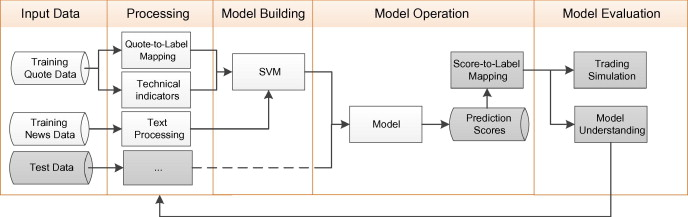 Input Data
Processing
Model Building
Model Operation
Model Evaluation
Training
Quote Data
Quote-to-Label
Mapping
Technical
indicators
SVM
Score-to-Label
Mapping
Trading
Simulation
Training
News Data
Text
Processing
Model
Prediction
Scores
Model
Understanding
Test Data
...